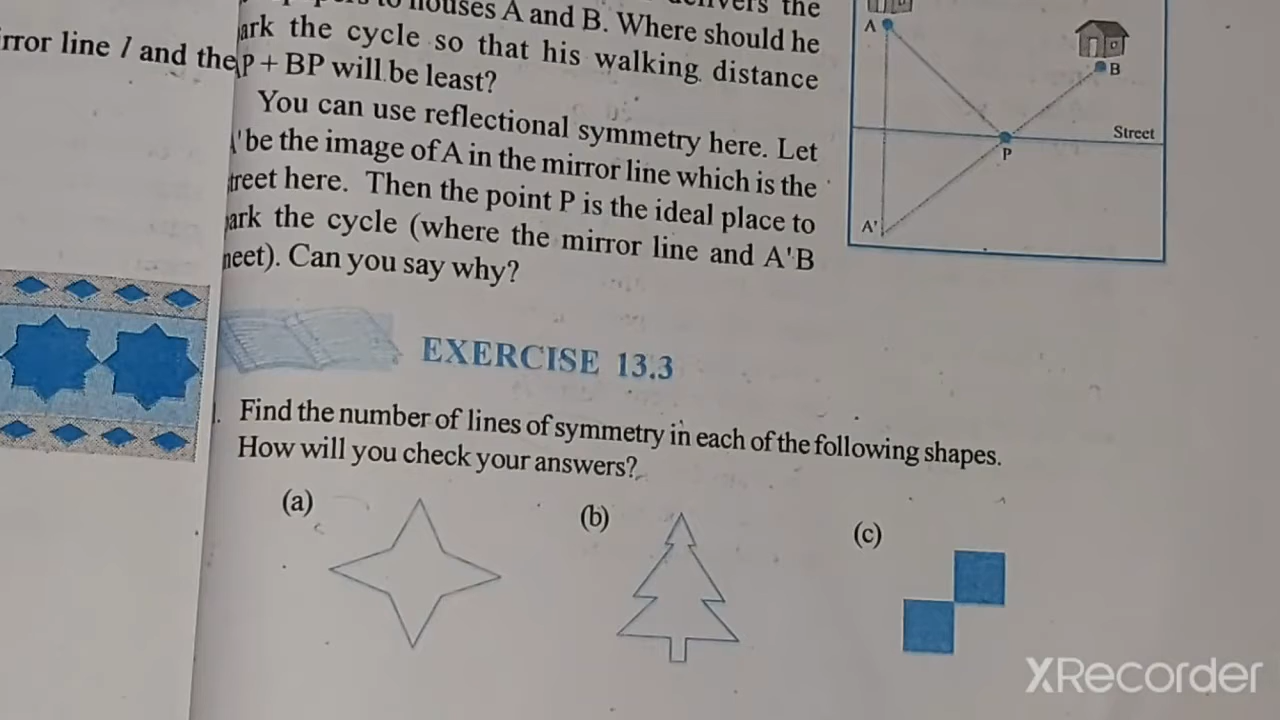 to houses A and B. Where should he
ark the cycle so that his walking distance
P + BP will be least?
You can use reflectional symmetry here. Let
A' be the image of A in the mirror line which is the
treet here. Then the point P is the ideal place to
ark the cycle (where the mirror line and A'B
neet). Can you say why?
rror line l and the
A
B
Street
P
A'
EXERCISE 13.3
Find the number of lines of symmetry in each of the following shapes.
How will you check your answers?
(a)
(b)
(c)
XRecorder